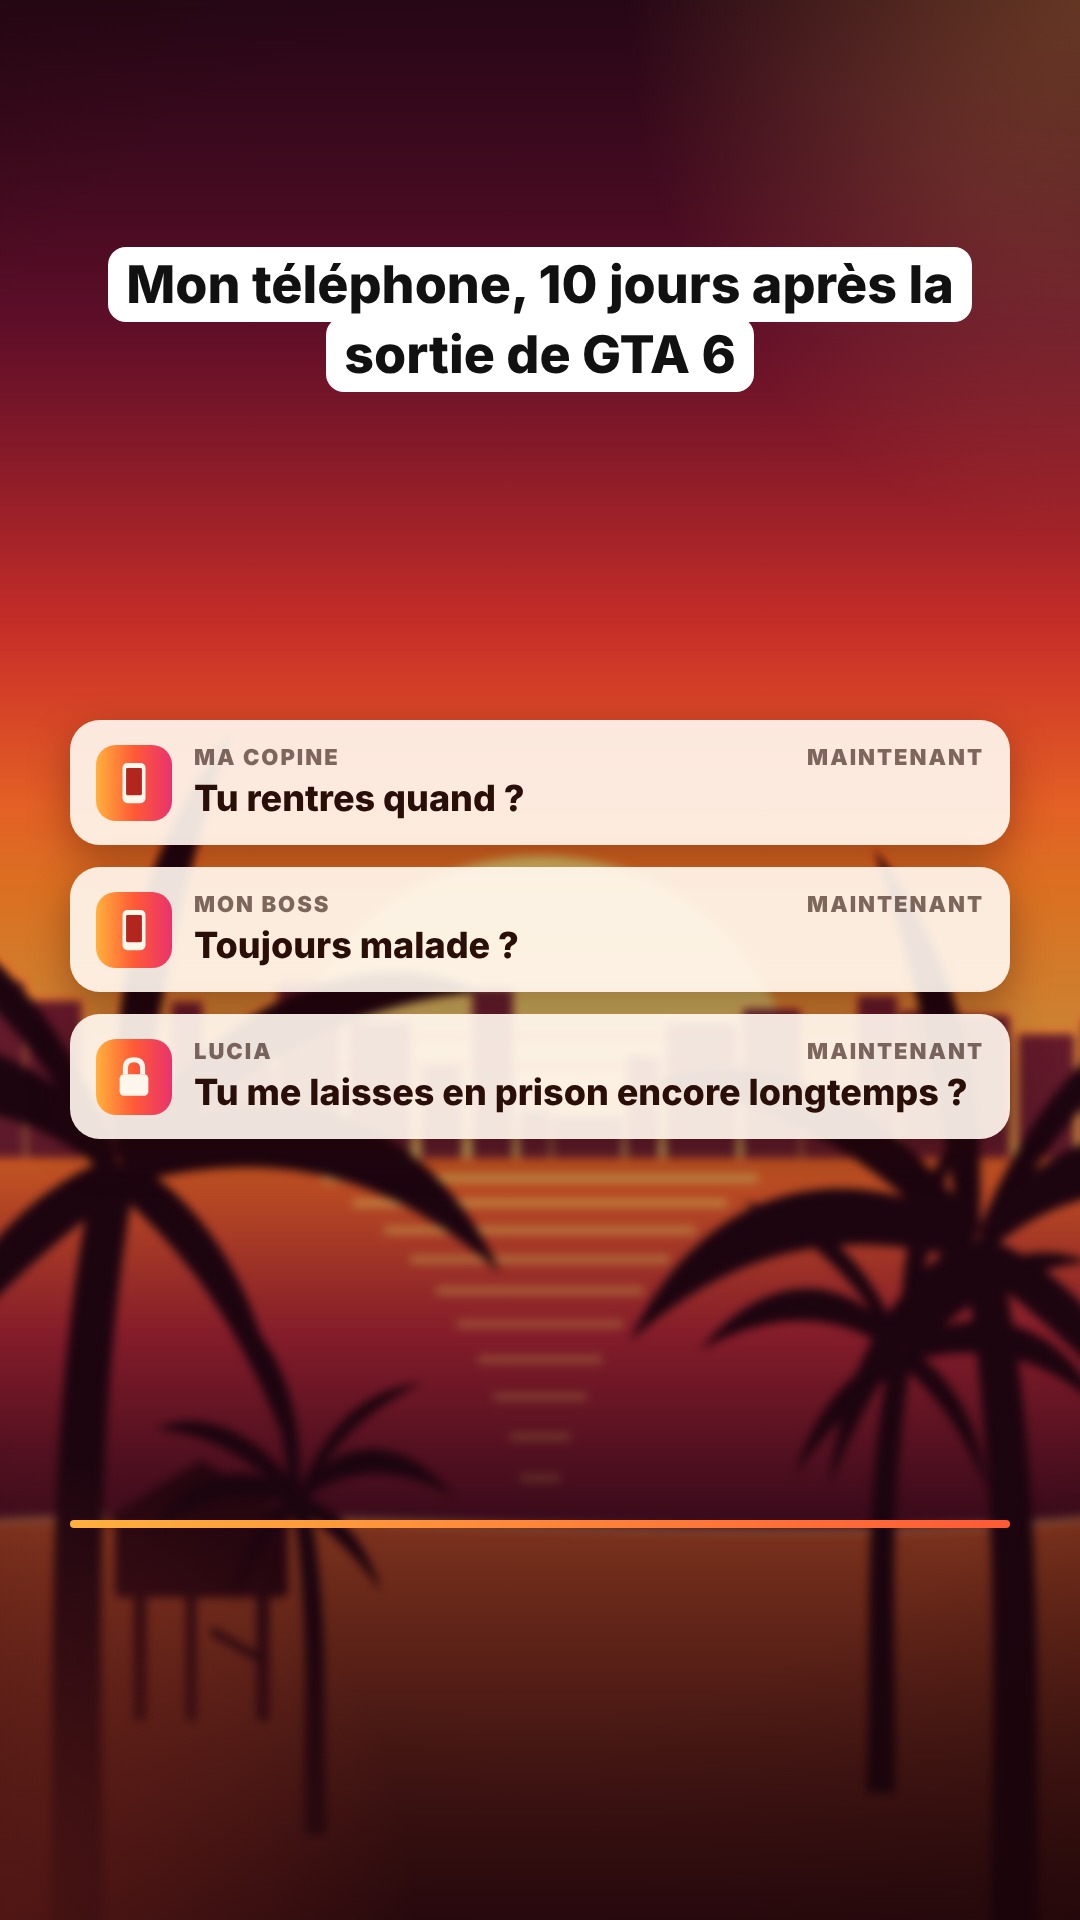 Mon téléphone, 10 jours après la
sortie de GTA 6
MA COPINE MAINTENANT
Tu rentres quand ?
MON BOSS MAINTENANT
Toujours malade ?
LUCIA MAINTENANT
Tu me laisses en prison encore longtemps ?